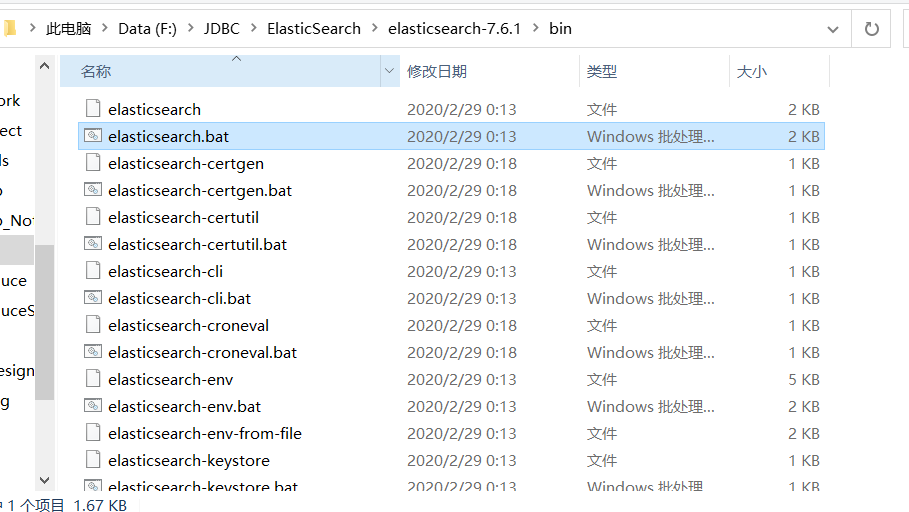 此电脑 > Data (F:) > JDBC > ElasticSearch > elasticsearch-7.6.1 > bin
名称 修改日期 类型 大小
elasticsearch 2020/2/29 0:13 文件 2 KB
elasticsearch.bat 2020/2/29 0:13 Windows 批处理... 2 KB
elasticsearch-certgen 2020/2/29 0:18 文件 1 KB
elasticsearch-certgen.bat 2020/2/29 0:18 Windows 批处理... 1 KB
elasticsearch-certutil 2020/2/29 0:18 文件 1 KB
elasticsearch-certutil.bat 2020/2/29 0:18 Windows 批处理... 1 KB
elasticsearch-cli 2020/2/29 0:13 文件 1 KB
elasticsearch-cli.bat 2020/2/29 0:13 Windows 批处理... 1 KB
elasticsearch-croneval 2020/2/29 0:18 文件 1 KB
elasticsearch-croneval.bat 2020/2/29 0:18 Windows 批处理... 1 KB
elasticsearch-env 2020/2/29 0:13 文件 5 KB
elasticsearch-env.bat 2020/2/29 0:13 Windows 批处理... 2 KB
elasticsearch-env-from-file 2020/2/29 0:13 文件 2 KB
elasticsearch-keystore 2020/2/29 0:13 文件 1 KB
elasticsearch-keystore.bat 2020/2/29 0:13 Windows 批处理... 1 KB
ork
ect
ls
o_Not
uce
uceS
esign
g
1 个项目 1.67 KB